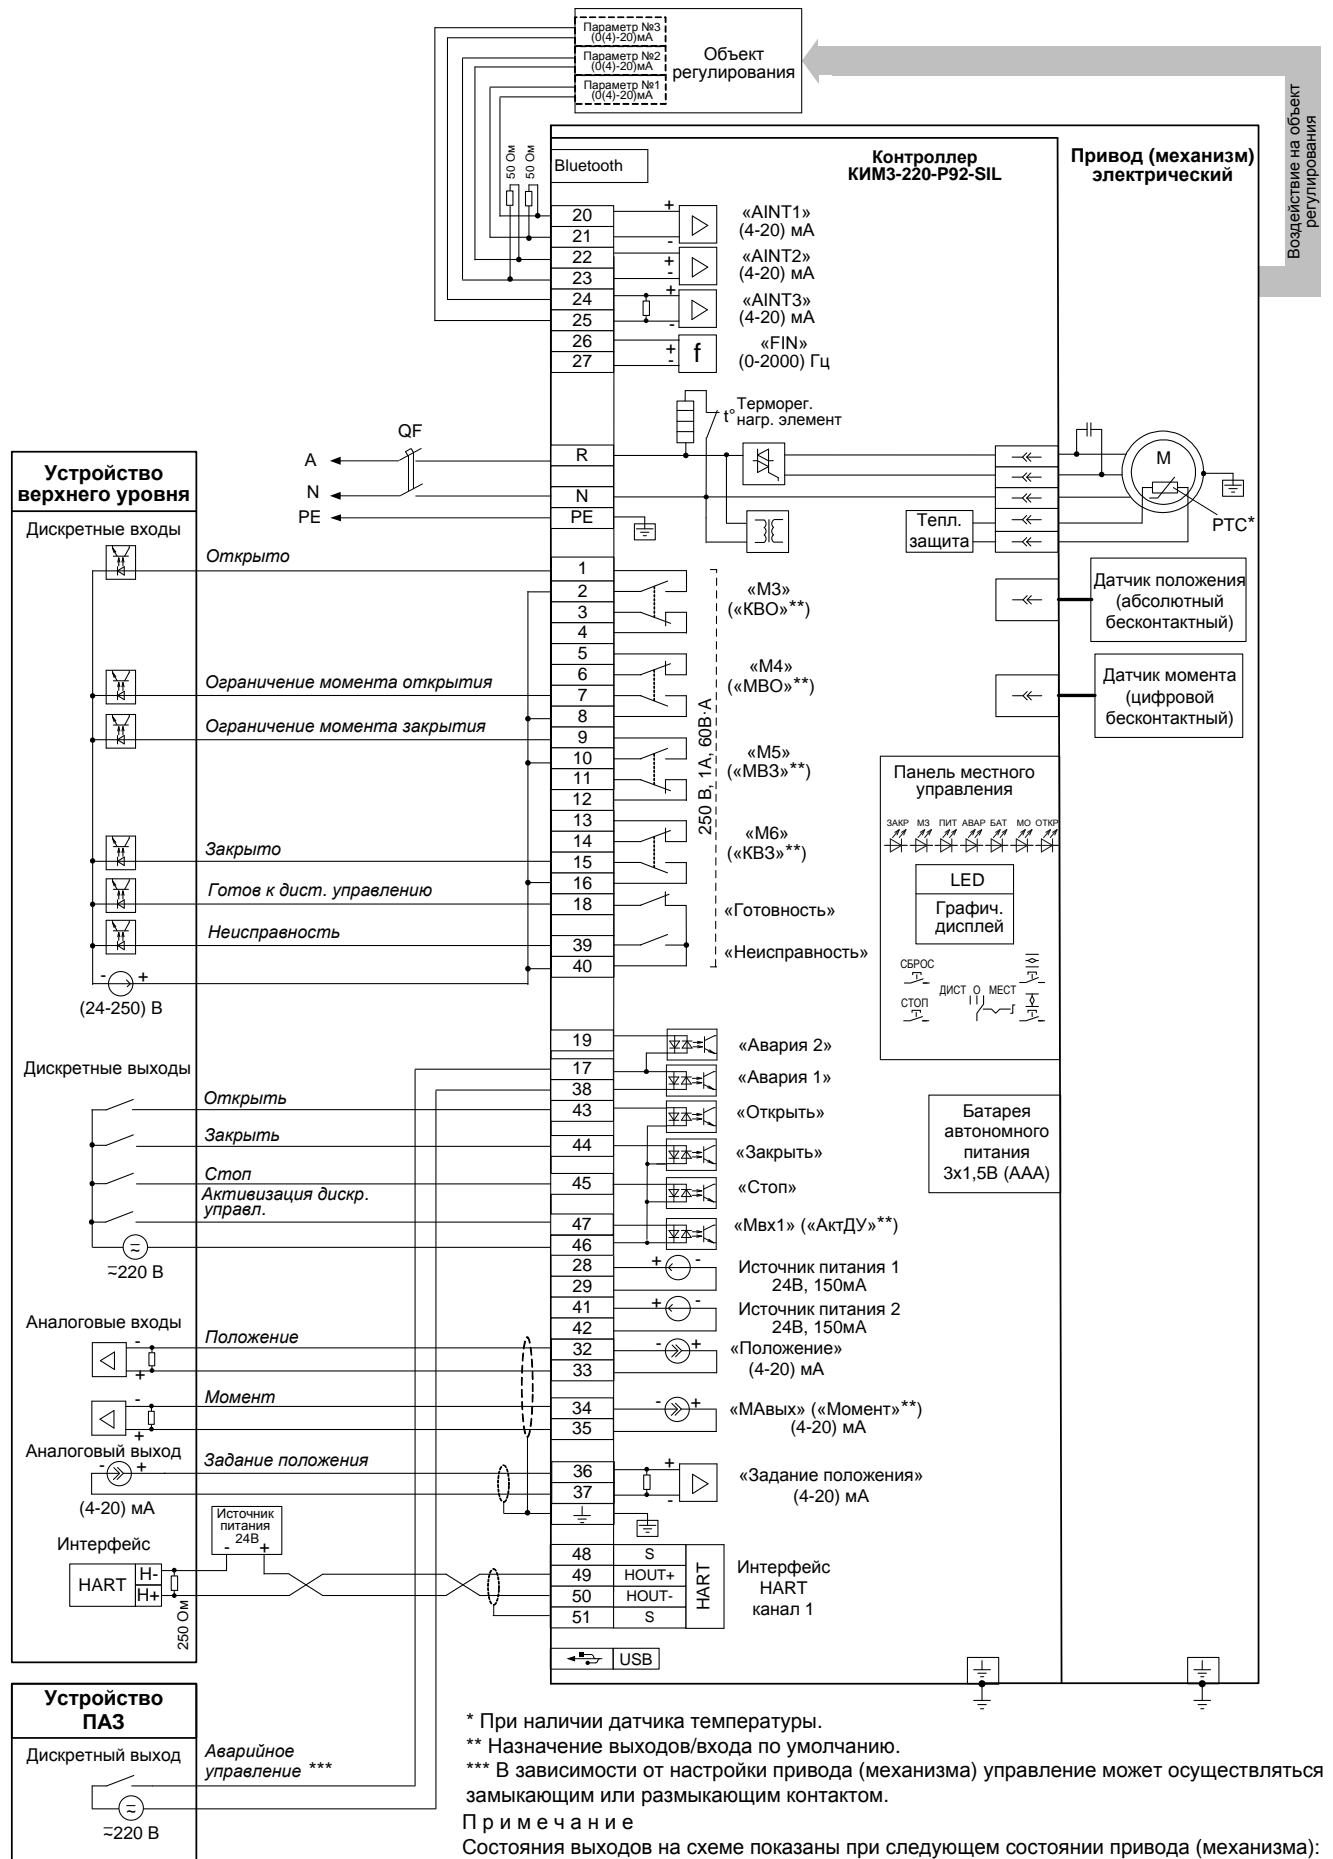 Параметр №3
(0(4)-20)мА
Параметр №2
(0(4)-20)мА
Параметр №1
(0(4)-20)мА
Объект
регулирования
Воздействие на объект
регулирования
50 Ом
50 Ом
Bluetooth
Контроллер
КИМ3-220-Р92-SIL
Привод (механизм)
электрический
20
21
22
23
24
25
26
27
+
-
+
-
+
-
+
-
f
«AINT1»
(4-20) мА
«AINT2»
(4-20) мА
«AINT3»
(4-20) мА
«FIN»
(0-2000) Гц
t°
Терморег.
нагр. элемент
QF
A
N
PE
R
N
PE
Тепл.
защита
M
PTC*
Датчик положения
(абсолютный
бесконтактный)
Датчик момента
(цифровой
бесконтактный)
Устройство
верхнего уровня
Дискретные входы
Открыто
Ограничение момента открытия
Ограничение момента закрытия
Закрыто
Готов к дист. управлению
Неисправность
- +
(24-250) В
1
2
3
4
5
6
7
8
9
10
11
12
13
14
15
16
18
39
40
«М3»
(«КВО»**)
«М4»
(«МВО»**)
«М5»
(«МВЗ»**)
«М6»
(«КВЗ»**)
250 В, 1А, 60В·А
«Готовность»
«Неисправность»
Панель местного
управления
ЗАКР МЗ ПИТ АВАР БАТ МО ОТКР
LED
Графич.
дисплей
СБРОС
СТОП
ДИСТ О МЕСТ
Дискретные выходы
Открыть
Закрыть
Стоп
Активизация дискр.
управл.
≂220 В
19
17
38
43
44
45
47
46
28
29
41
42
32
33
34
35
36
37
«Авария 2»
«Авария 1»
«Открыть»
«Закрыть»
«Стоп»
«Мвх1» («АктДУ»**)
Батарея
автономного
питания
3х1,5В (ААА)
+ -
Источник питания 1
24В, 150мА
+ -
Источник питания 2
24В, 150мА
- +
«Положение»
(4-20) мА
- +
«МАвых» («Момент»**)
(4-20) мА
+
-
«Задание положения»
(4-20) мА
Аналоговые входы
Положение
-
+
Момент
-
+
Аналоговый выход
- +
Задание положения
(4-20) мА
Источник
питания
24В
- +
Интерфейс
HART
H-
H+
250 Ом
48 S
49 HOUT+
50 HOUT-
51 S
HART
Интерфейс
HART
канал 1
USB
Устройство
ПАЗ
Дискретный выход
Аварийное
управление ***
≂220 В
* При наличии датчика температуры.
** Назначение выходов/входа по умолчанию.
*** В зависимости от настройки привода (механизма) управление может осуществляться
замыкающим или размыкающим контактом.
П р и м е ч а н и е
Состояния выходов на схеме показаны при следующем состоянии привода (механизма):